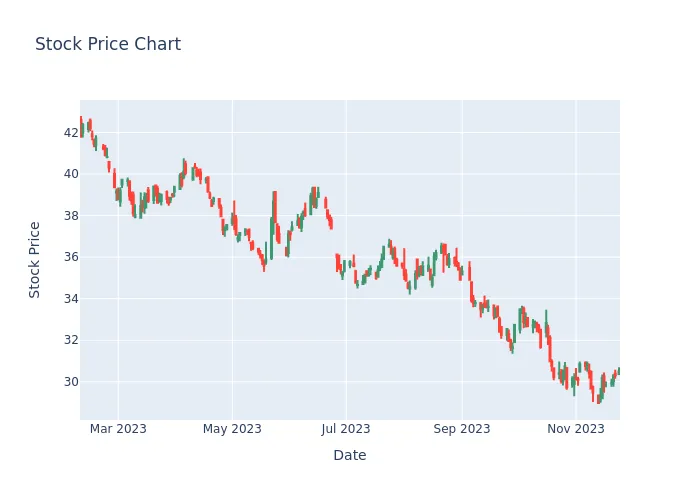 Stock Price Chart
Stock Price
42
40
38
36
34
32
30
Mar 2023
May 2023
Jul 2023
Sep 2023
Nov 2023
Date